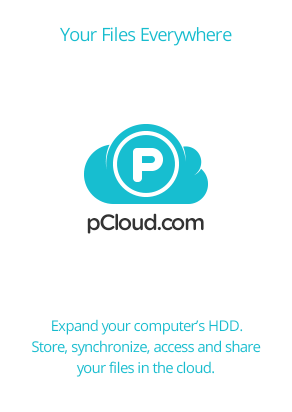 Your Files Everywhere
P
pCloud.com
Expand your computer's HDD.
Store, synchronize, access and share
your files in the cloud.